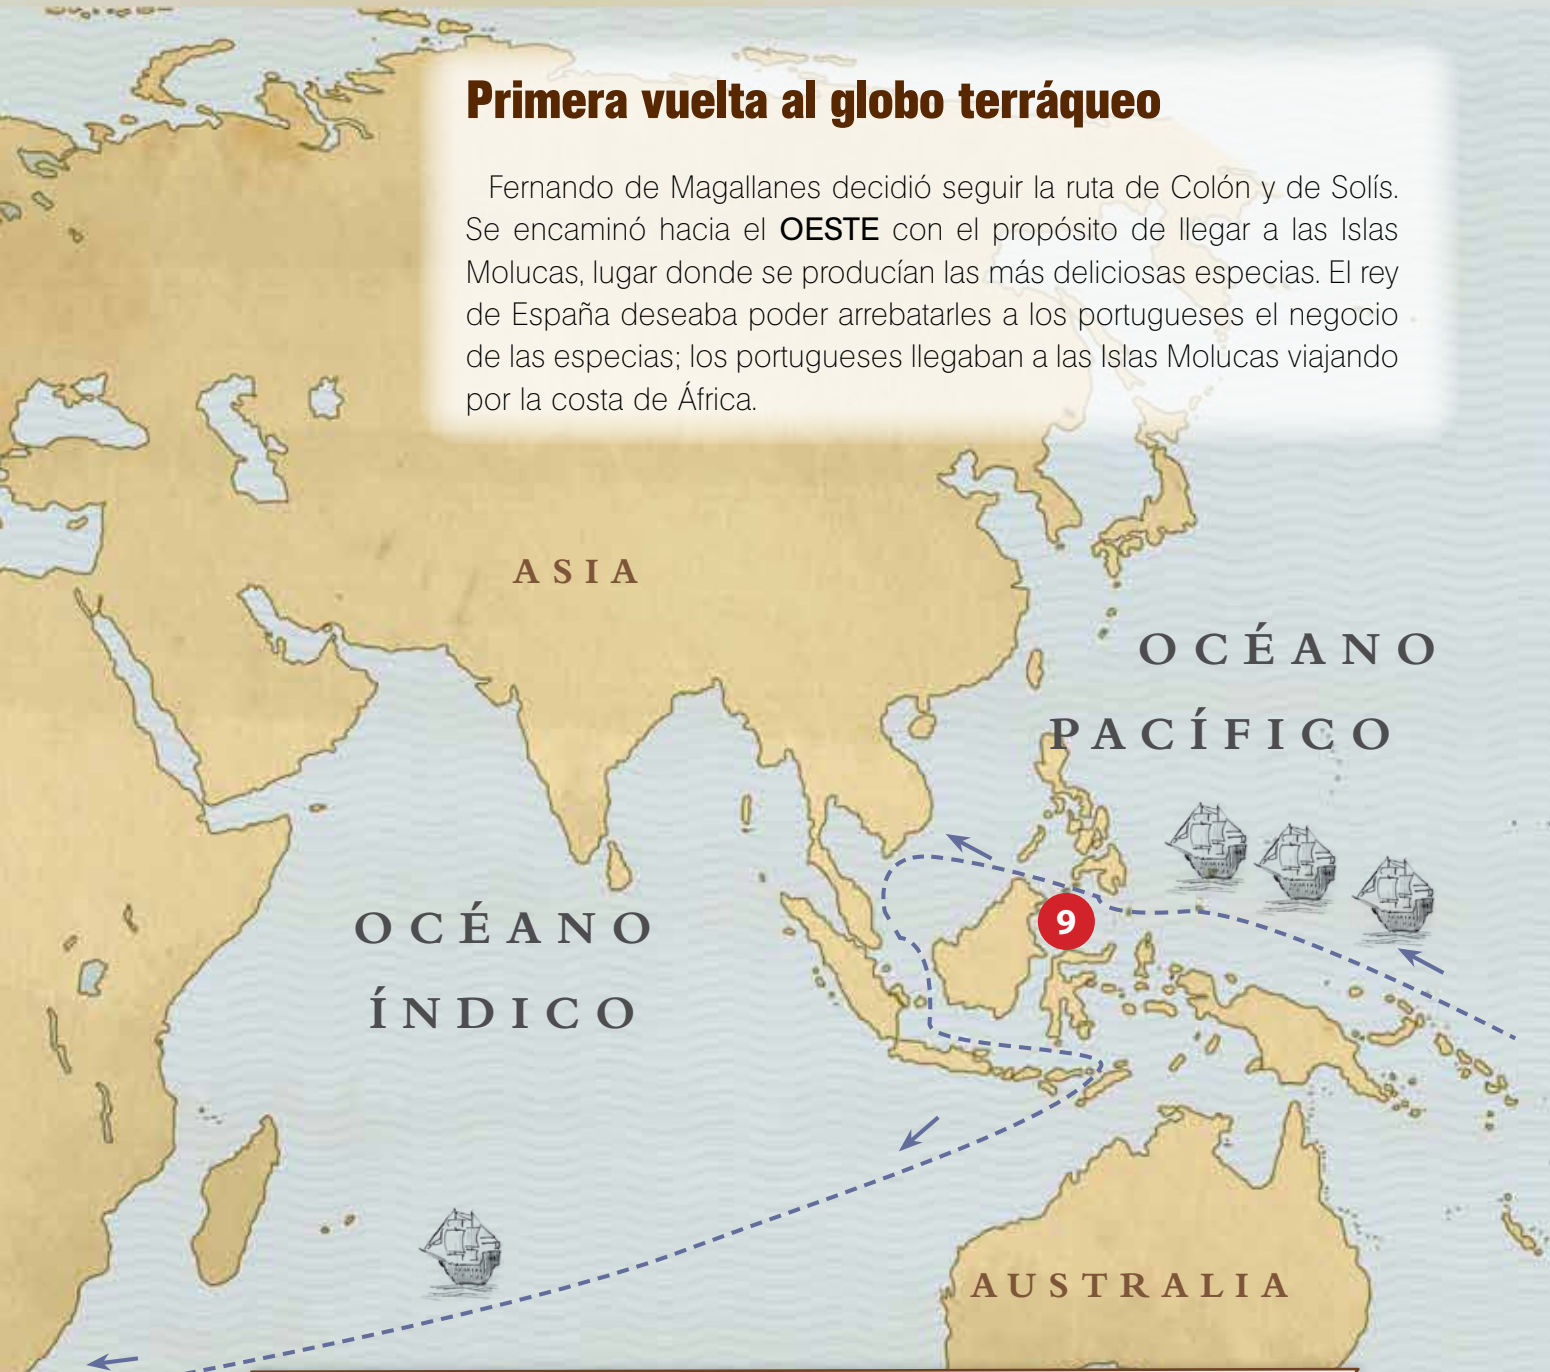 Primera vuelta al globo terráqueo
Fernando de Magallanes decidió seguir la ruta de Colón y de Solís.
Se encaminó hacia el OESTE con el propósito de llegar a las Islas
Molucas, lugar donde se producían las más deliciosas especias. El rey
de España deseaba poder arrebatarles a los portugueses el negocio
de las especias; los portugueses llegaban a las Islas Molucas viajando
por la costa de África.
ASIA
OCÉANO
PACÍFICO
OCÉANO
ÍNDICO
9
AUSTRALIA